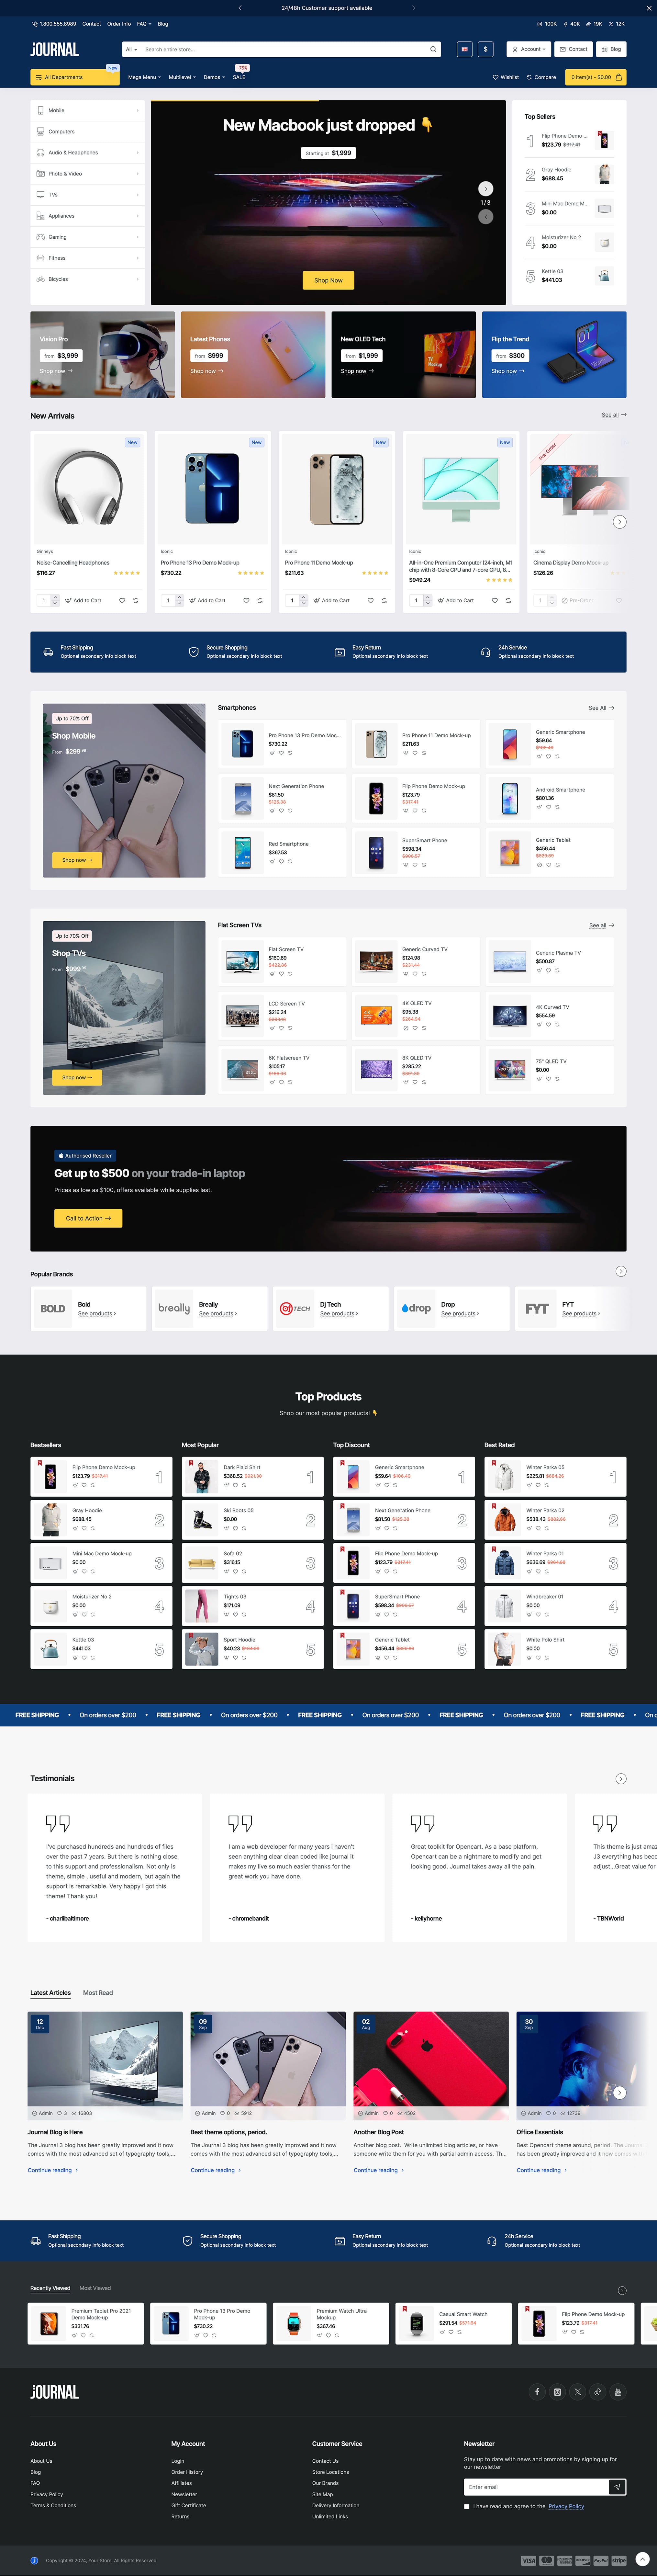 24/48h Customer support available
1.800.555.8989 Contact Order Info FAQ Blog
100K 40K 19K 12K
JOURNAL
All Search entire store...
$ Account Contact Blog
All Departments New
Mega Menu Multilevel Demos SALE -75%
Wishlist Compare 0 item(s) - $0.00
Mobile
Computers
Audio & Headphones
Photo & Video
TVs
Appliances
Gaming
Fitness
Bicycles
New Macbook just dropped 👇
Starting at $1,999
1 / 3
Shop Now
Top Sellers
1 Flip Phone Demo ...
$123.79 $317.41
2 Gray Hoodie
$688.45
3 Mini Mac Demo M...
$0.00
4 Moisturizer No 2
$0.00
5 Kettle 03
$441.03
Vision Pro
from $3,999
Shop now
Latest Phones
from $999
Shop now
New OLED Tech
from $1,999
Shop now
Flip the Trend
from $300
Shop now
New Arrivals
See all
New
Noise-Cancelling Headphones
$116.27
1 Add to Cart
New
Iconic
Pro Phone 13 Pro Demo Mock-up
$730.22
1 Add to Cart
New
Iconic
Pro Phone 11 Demo Mock-up
$211.63
1 Add to Cart
New
Iconic
All-in-One Premium Computer (24-inch, M1
chip with 8-Core CPU and 7-core GPU, 8...
$949.24
1 Add to Cart
Pre-Order
Iconic
Cinema Display Demo Mock-up
$126.26
1 Pre-Order
Fast Shipping
Optional secondary info block text
Secure Shopping
Optional secondary info block text
Easy Return
Optional secondary info block text
24h Service
Optional secondary info block text
Up to 70% Off
Shop Mobile
From $299
Shop now
Smartphones
See All
Pro Phone 13 Pro Demo Moc...
$730.22
Pro Phone 11 Demo Mock-up
$211.63
Generic Smartphone
$59.64
Next Generation Phone
$81.50
Flip Phone Demo Mock-up
$123.79
$317.41
Android Smartphone
$801.36
Red Smartphone
$367.53
SuperSmart Phone
$598.34
Generic Tablet
$456.44
Up to 70% Off
Shop TVs
From $999
Shop now
Flat Screen TVs
See all
Flat Screen TV
$160.69
Generic Curved TV
$124.98
Generic Plasma TV
$500.87
LCD Screen TV
$216.24
4K OLED TV
$95.38
4K Curved TV
$554.59
6K Flatscreen TV
$105.17
8K QLED TV
$285.22
75" QLED TV
$0.00
Authorised Reseller
Get up to $500 on your trade-in laptop
Prices as low as $100, offers available while supplies last.
Call to Action
Popular Brands
BOLD Bold
See products
breally Breally
See products
DJ TECH Dj Tech
See products
drop Drop
See products
FYT FYT
See products
Top Products
Shop our most popular products! 👇
Bestsellers
Flip Phone Demo Mock-up
$123.79 $317.41
1
Gray Hoodie
$688.45
2
Mini Mac Demo Mock-up
$0.00
3
Moisturizer No 2
$0.00
4
Kettle 03
$441.03
5
Most Popular
Dark Plaid Shirt
$368.52
1
Ski Boots 05
$0.00
2
Sofa 02
$316.15
3
Tights 03
$171.09
4
Sport Hoodie
$40.23
5
Top Discount
Generic Smartphone
$59.64
1
Next Generation Phone
$81.50
2
Flip Phone Demo Mock-up
$123.79 $317.41
3
SuperSmart Phone
$598.34
4
Generic Tablet
$456.44
5
Best Rated
Winter Parka 05
$225.81
1
Winter Parka 02
$538.43
2
Winter Parka 01
$636.69
3
Windbreaker 01
$0.00
4
White Polo Shirt
$0.00
5
FREE SHIPPING • On orders over $200 • FREE SHIPPING • On orders over $200 • FREE SHIPPING • On orders over $200 • FREE SHIPPING • On orders over $200 • FREE SHIPPING • On o
Testimonials
I've purchased hundreds and hundreds of files
over the past 7 years. But there is nothing close to
its support and professionalism. Not only is
theme, simple , useful and modern, but again the
support is remarkable. Very happy I got this
theme! Thank you!
- charlibaltimore
I am a web developer for many years i haven't
seen anything clear clean coded like journal it
makes my live so much easier thanks for the
great work you have done.
- chromebandit
Great toolkit for Opencart. As a base platform,
Opencart can be a nightmare to modify and get
looking good. Journal takes away all the pain.
- kellyhorne
This theme is just amaz
J3 everything has beco
adjust...Great value for
- TBNWorld
Latest Articles Most Read
12
Dec
Admin 3 16803
Journal Blog is Here
The Journal 3 blog has been greatly improved and it now
comes with the most advanced set of typography tools,...
Continue reading
09
Sep
Admin 0 5912
Best theme options, period.
The Journal 3 blog has been greatly improved and it now
comes with the most advanced set of typography tools,...
Continue reading
02
Aug
Admin 0 4502
Another Blog Post
Another blog post. Write unlimited blog articles, or have
someone write them for you with partial admin access. Th...
Continue reading
30
Sep
Admin 0 12739
Office Essentials
Best Opencart theme around, period. The Journal
has been greatly improved and it now comes with
Continue reading
Fast Shipping
Optional secondary info block text
Secure Shopping
Optional secondary info block text
Easy Return
Optional secondary info block text
24h Service
Optional secondary info block text
Recently Viewed Most Viewed
Premium Tablet Pro 2021
Demo Mock-up
$331.76
Pro Phone 13 Pro Demo
Mock-up
$730.22
Premium Watch Ultra
Mockup
$367.46
Casual Smart Watch
$291.54
Flip Phone Demo Mock-up
$123.79 $317.41
JOURNAL
About Us
About Us
Blog
FAQ
Privacy Policy
Terms & Conditions
My Account
Login
Order History
Affiliates
Newsletter
Gift Certificate
Returns
Customer Service
Contact Us
Store Locations
Our Brands
Site Map
Delivery Information
Unlimited Links
Newsletter
Stay up to date with news and promotions by signing up for
our newsletter
Enter email
I have read and agree to the Privacy Policy
Copyright © 2024, Your Store, All Rights Reserved
VISA PayPal stripe